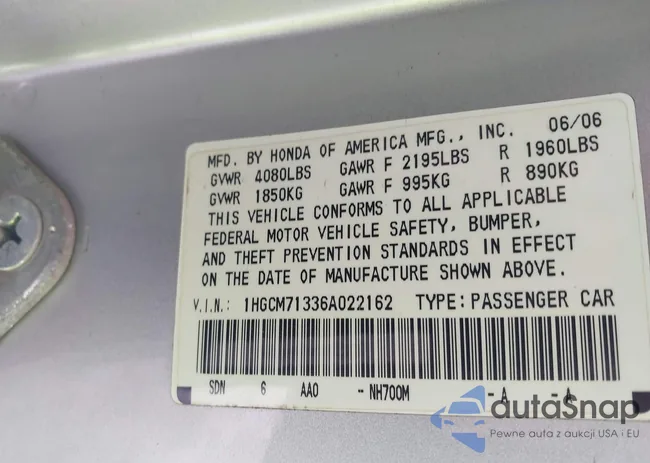 MFD. BY HONDA OF AMERICA MFG., INC. 06/06
GVWR 4080LBS GAWR F 2195LBS R 1960LBS
GVWR 1850KG GAWR F 995KG R 890KG
THIS VEHICLE CONFORMS TO ALL APPLICABLE
FEDERAL MOTOR VEHICLE SAFETY, BUMPER,
AND THEFT PREVENTION STANDARDS IN EFFECT
ON THE DATE OF MANUFACTURE SHOWN ABOVE.
V.I.N.: 1HGCM71336A022162 TYPE: PASSENGER CAR
SDN 6 AA0 -NH700M -A -A
autaSnap
Pewne auta z aukcji USA i EU